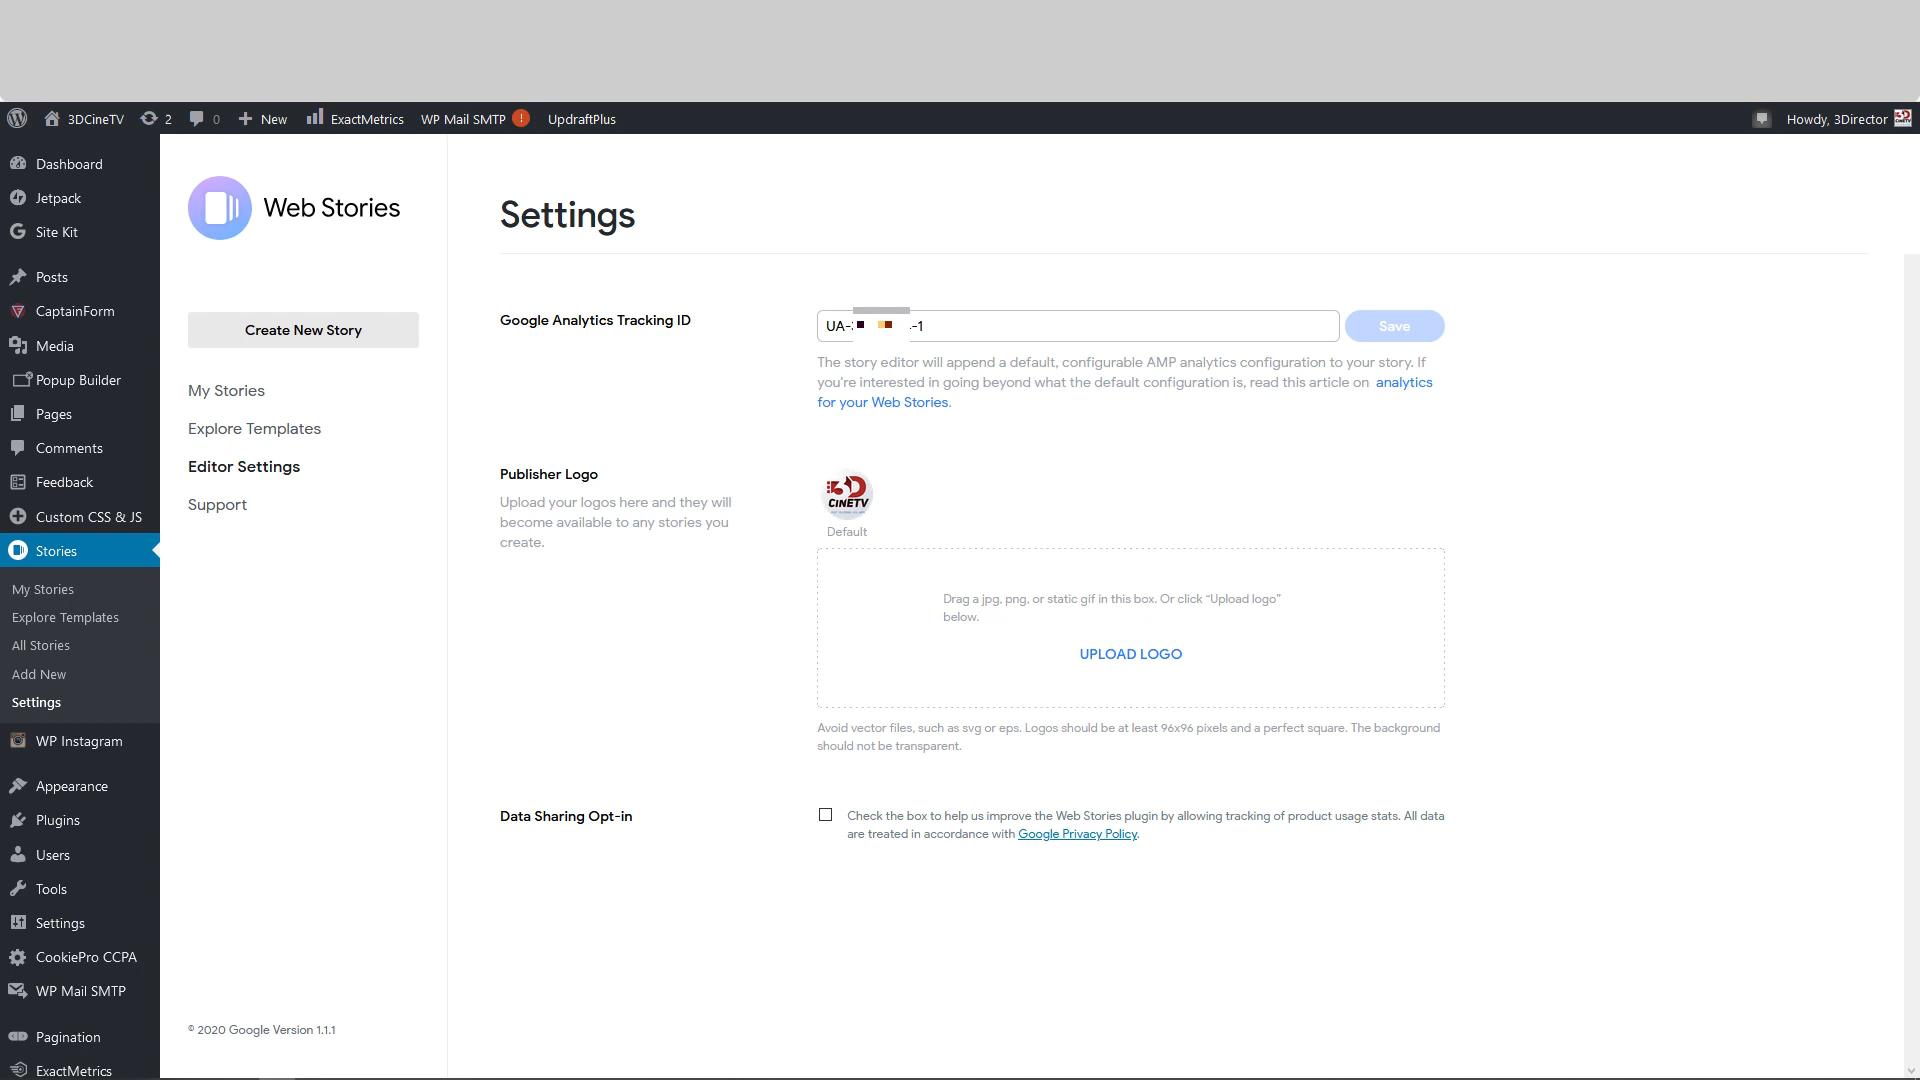 3DCineTV 2 0 New ExactMetrics WP Mail SMTP ! UpdraftPlus Howdy, 3Director
Dashboard
Jetpack
Site Kit
Posts
CaptainForm
Media
Popup Builder
Pages
Comments
Feedback
Custom CSS & JS
Stories
My Stories
Explore Templates
All Stories
Add New
Settings
WP Instagram
Appearance
Plugins
Users
Tools
Settings
CookiePro CCPA
WP Mail SMTP
Pagination
ExactMetrics
Web Stories
Create New Story
My Stories
Explore Templates
Editor Settings
Support
© 2020 Google Version 1.1.1
Settings
Google Analytics Tracking ID
UA- -1
Save
The story editor will append a default, configurable AMP analytics configuration to your story. If
you're interested in going beyond what the default configuration is, read this article on analytics
for your Web Stories.
Publisher Logo
Upload your logos here and they will
become available to any stories you
create.
3D
CINETV
Default
Drag a jpg, png, or static gif in this box. Or click “Upload logo”
below.
UPLOAD LOGO
Avoid vector files, such as svg or eps. Logos should be at least 96x96 pixels and a perfect square. The background
should not be transparent.
Data Sharing Opt-in
Check the box to help us improve the Web Stories plugin by allowing tracking of product usage stats. All data
are treated in accordance with Google Privacy Policy.